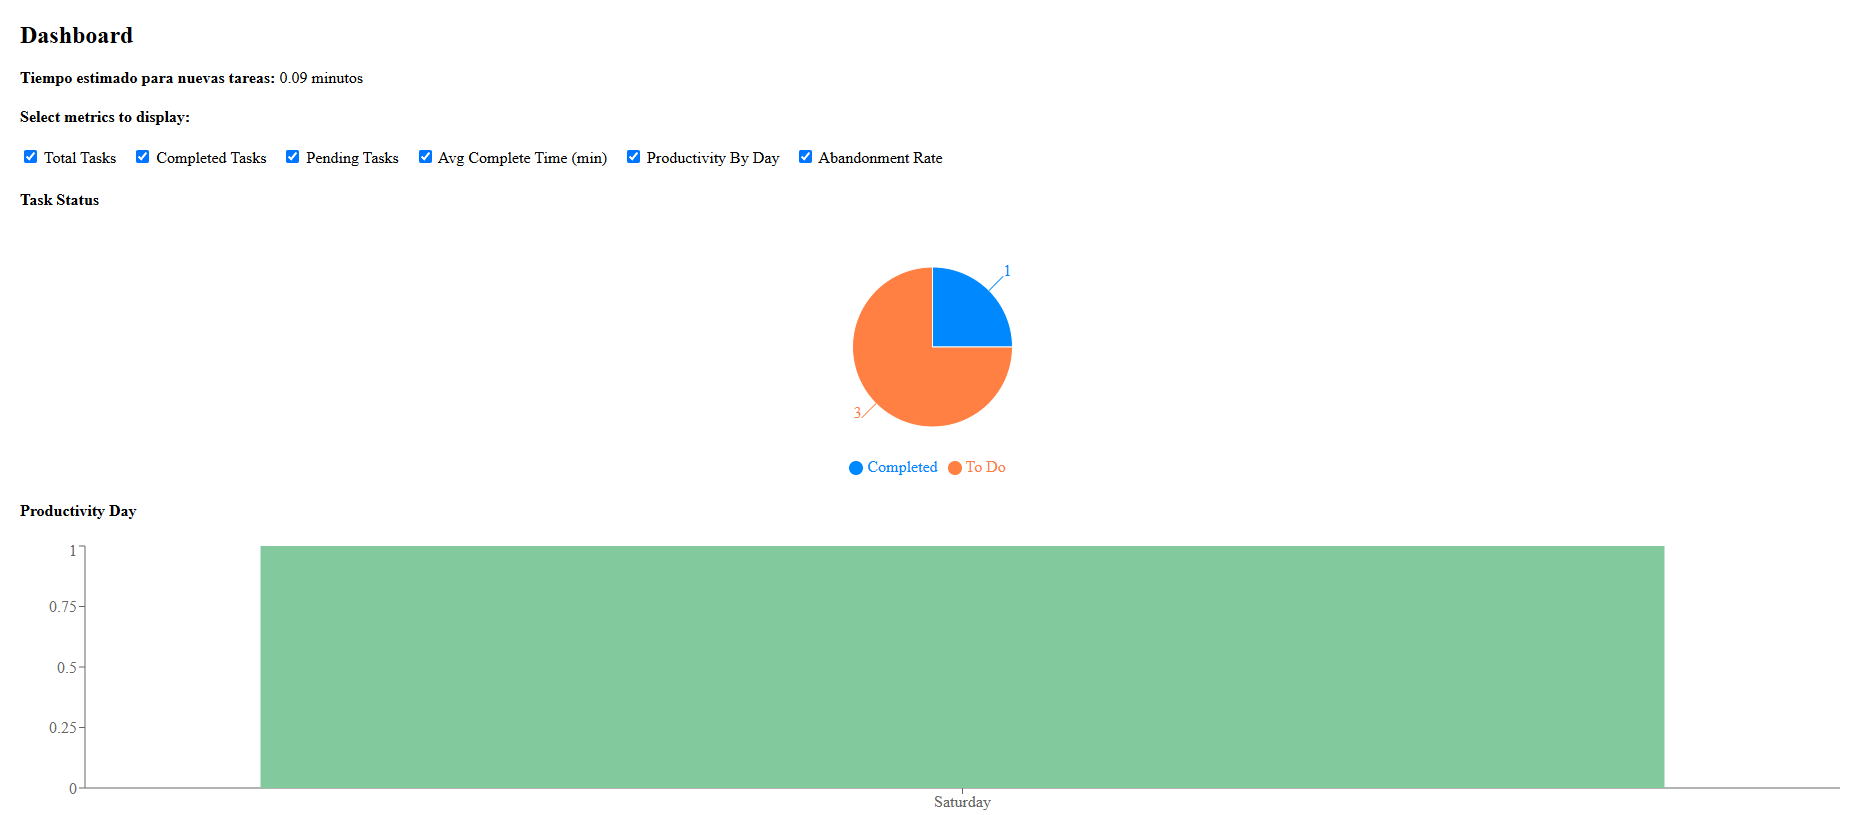 Dashboard
Tiempo estimado para nuevas tareas: 0.09 minutos
Select metrics to display:
Total Tasks Completed Tasks Pending Tasks Avg Complete Time (min) Productivity By Day Abandonment Rate
Task Status
1
3
Completed To Do
Productivity Day
1
0.75
0.5
0.25
0
Saturday